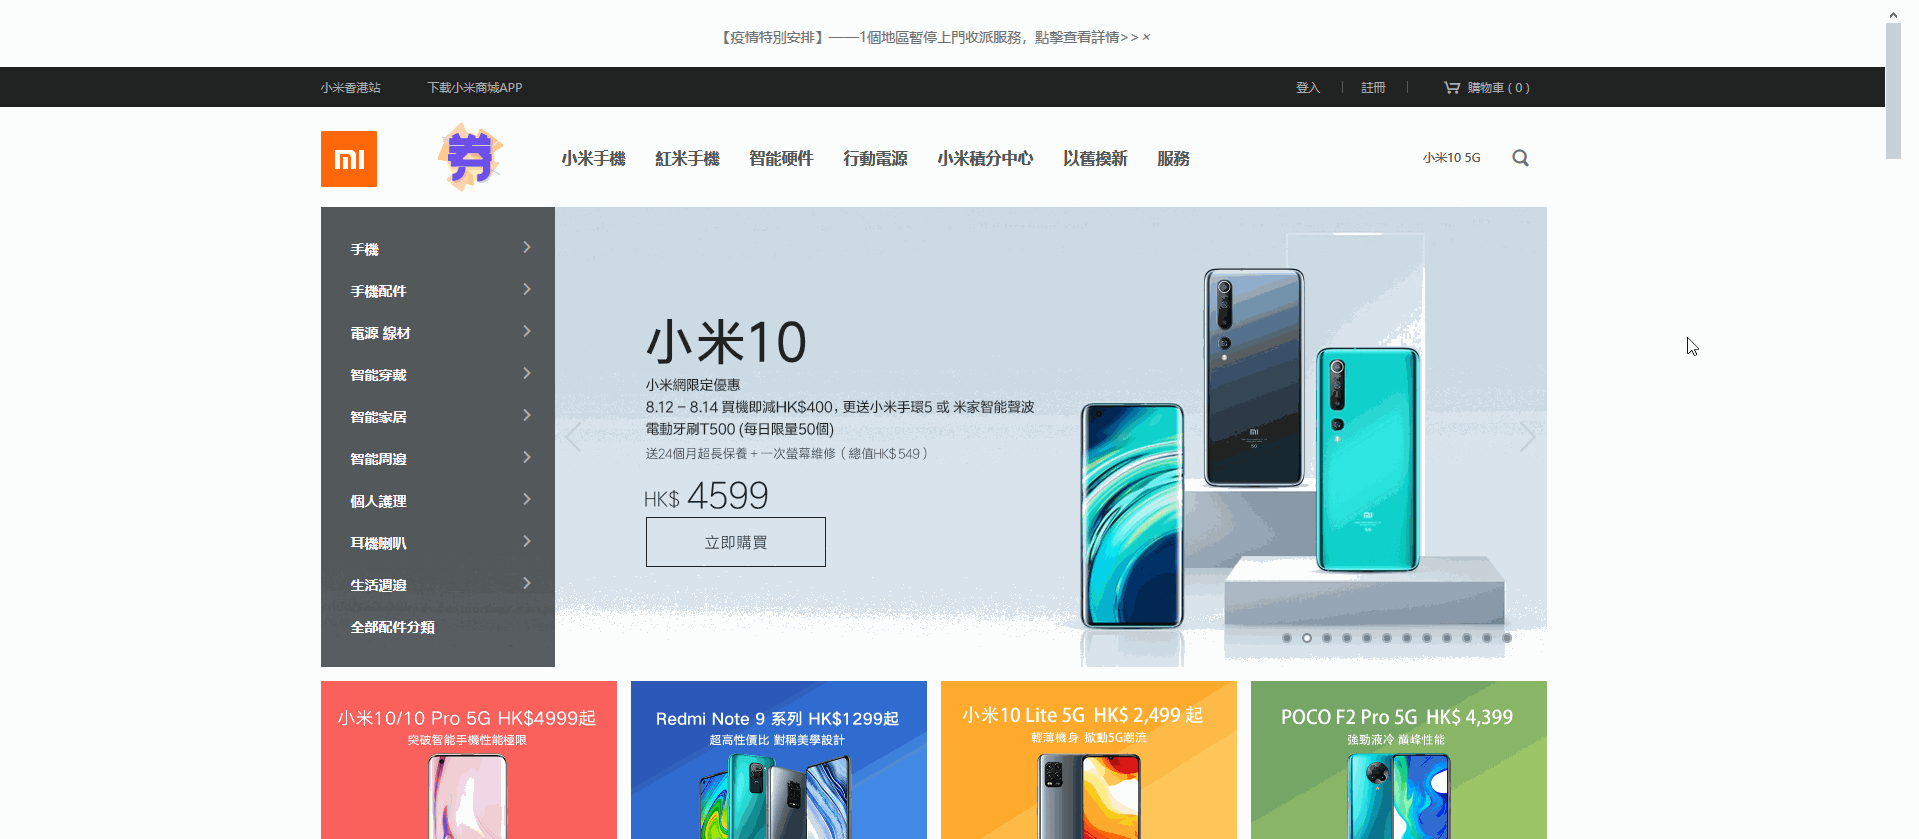 【疫情特別安排】——1個地區暫停上門收派服務，點擊查看詳情>> ×
小米香港站 下載小米商城APP 登入 註冊 購物車 ( 0 )
券 小米手機 紅米手機 智能硬件 行動電源 小米積分中心 以舊換新 服務 小米10 5G
手機
手機配件
電源 線材
智能穿戴
智能家居
智能周邊
個人護理
耳機喇叭
生活週邊
全部配件分類
小米10
小米網限定優惠
8.12 – 8.14 買機即減HK$400，更送小米手環5 或 米家智能聲波
電動牙刷T500 (每日限量50個)
送24個月超長保養 + 一次螢幕維修（總值HK$ 549）
HK$ 4599
立即購買
小米10/10 Pro 5G HK$4999起
突破智能手機性能極限
Redmi Note 9 系列 HK$1299起
超高性價比 對稱美學設計
小米10 Lite 5G HK$ 2,499 起
輕薄機身 掀動5G潮流
POCO F2 Pro 5G HK$ 4,399
強勁液冷 巔峰性能